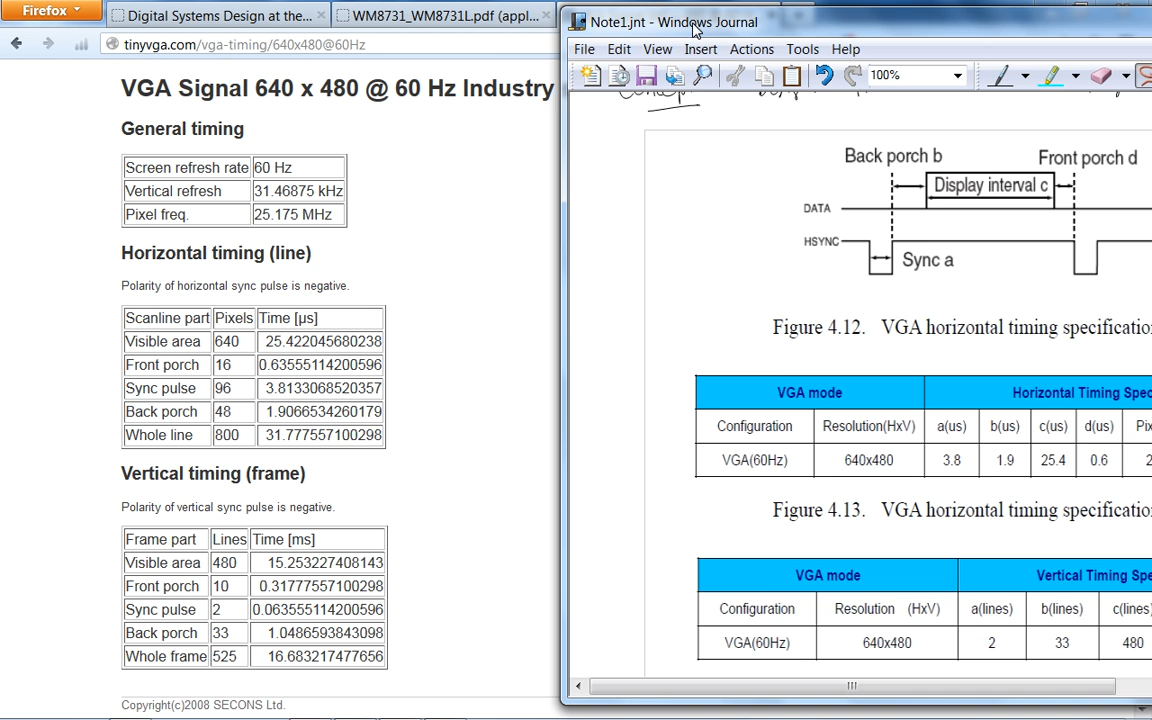 Firefox
Digital Systems Design at the...
WM8731_WM8731L.pdf (appl...
tinyvga.com/vga-timing/640x480@60Hz
VGA Signal 640 x 480 @ 60 Hz Industry
General timing
Screen refresh rate 60 Hz
Vertical refresh 31.46875 kHz
Pixel freq. 25.175 MHz
Horizontal timing (line)
Polarity of horizontal sync pulse is negative.
Scanline part Pixels Time [µs]
Visible area 640 25.422045680238
Front porch 16 0.63555114200596
Sync pulse 96 3.8133068520357
Back porch 48 1.9066534260179
Whole line 800 31.777557100298
Vertical timing (frame)
Polarity of vertical sync pulse is negative.
Frame part Lines Time [ms]
Visible area 480 15.253227408143
Front porch 10 0.31777557100298
Sync pulse 2 0.063555114200596
Back porch 33 1.0486593843098
Whole frame 525 16.683217477656
Copyright(c)2008 SECONS Ltd.
Note1.jnt - Windows Journal
File Edit View Insert Actions Tools Help
100%
Back porch b Front porch d
Display interval c
DATA
HSYNC
Sync a
Figure 4.12. VGA horizontal timing specificatio
VGA mode Horizontal Timing Spec
Configuration Resolution(HxV) a(us) b(us) c(us) d(us) Pix
VGA(60Hz) 640x480 3.8 1.9 25.4 0.6 2
Figure 4.13. VGA horizontal timing specificatio
VGA mode Vertical Timing Spe
Configuration Resolution (HxV) a(lines) b(lines) c(lines)
VGA(60Hz) 640x480 2 33 480